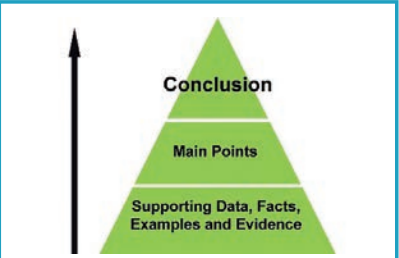 Conclusion
Main Points
Supporting Data, Facts,
Examples and Evidence